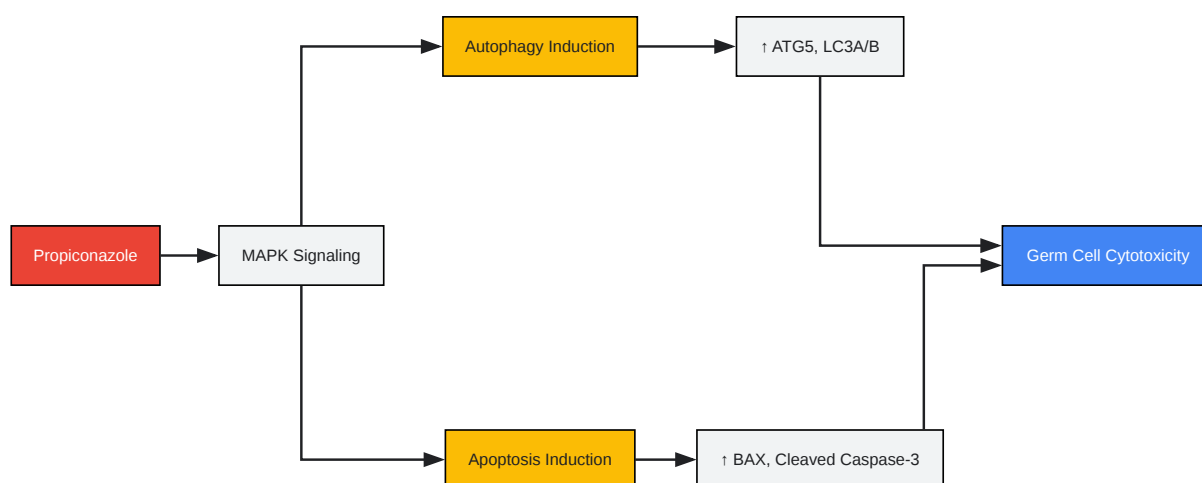 Autophagy Induction
↑ ATG5, LC3A/B
Propiconazole
MAPK Signaling
Germ Cell Cytotoxicity
Apoptosis Induction
↑ BAX, Cleaved Caspase-3